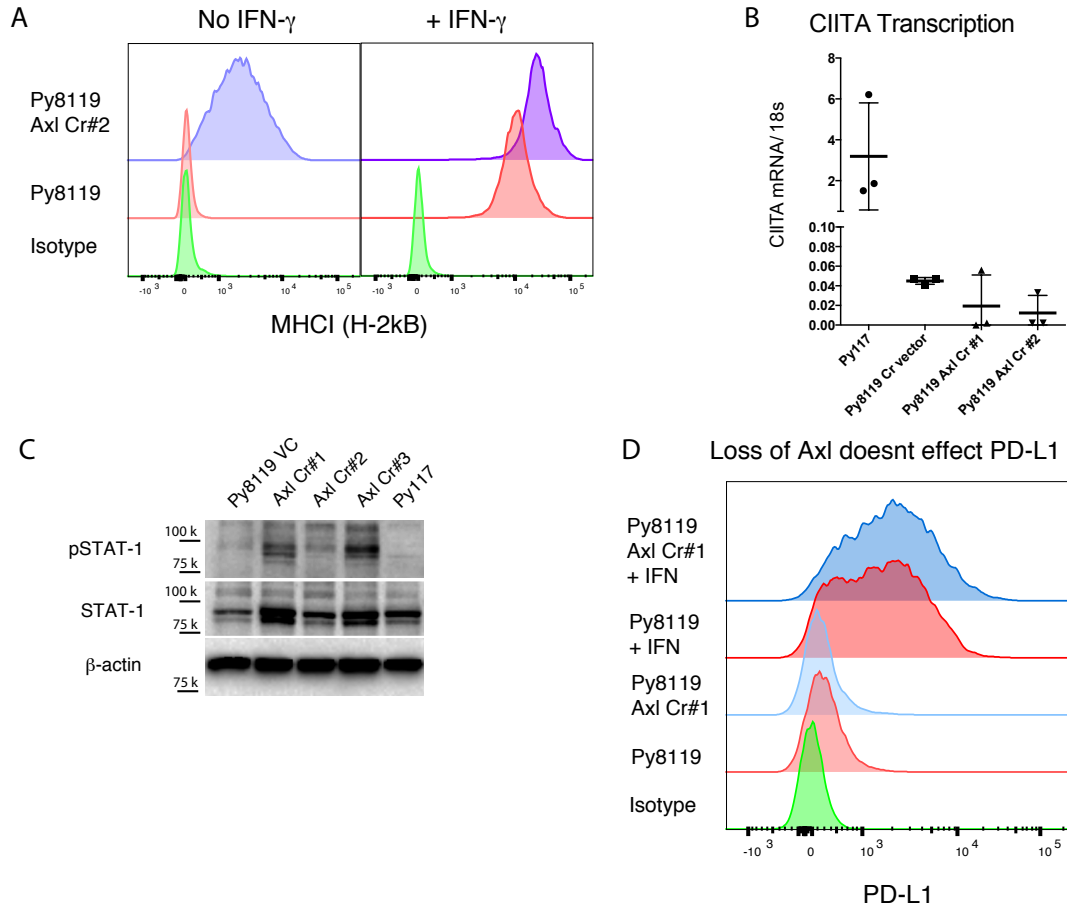 A
No IFN-γ
+ IFN-γ
Py8119
Axl Cr#2
Py8119
Isotype
-10 3 0 10 3 10 4 10 5
-10 3 0 10 3 10 4 10 5
MHCI (H-2kB)
B
CIITA Transcription
CIITA mRNA/ 18s
8
6
4
2
0.10
0.08
0.06
0.04
0.02
0.00
Py117
Py8119 Cr vector
Py8119 Axl Cr #1
Py8119 Axl Cr #2
C
Py8119 VC
Axl Cr#1
Axl Cr#2
Axl Cr#3
Py117
pSTAT-1
100 k
75 k
STAT-1
100 k
75 k
β-actin
75 k
D
Loss of Axl doesnt effect PD-L1
Py8119
Axl Cr#1
+ IFN
Py8119
+ IFN
Py8119
Axl Cr#1
Py8119
Isotype
-10 3 0 10 3 10 4 10 5
PD-L1